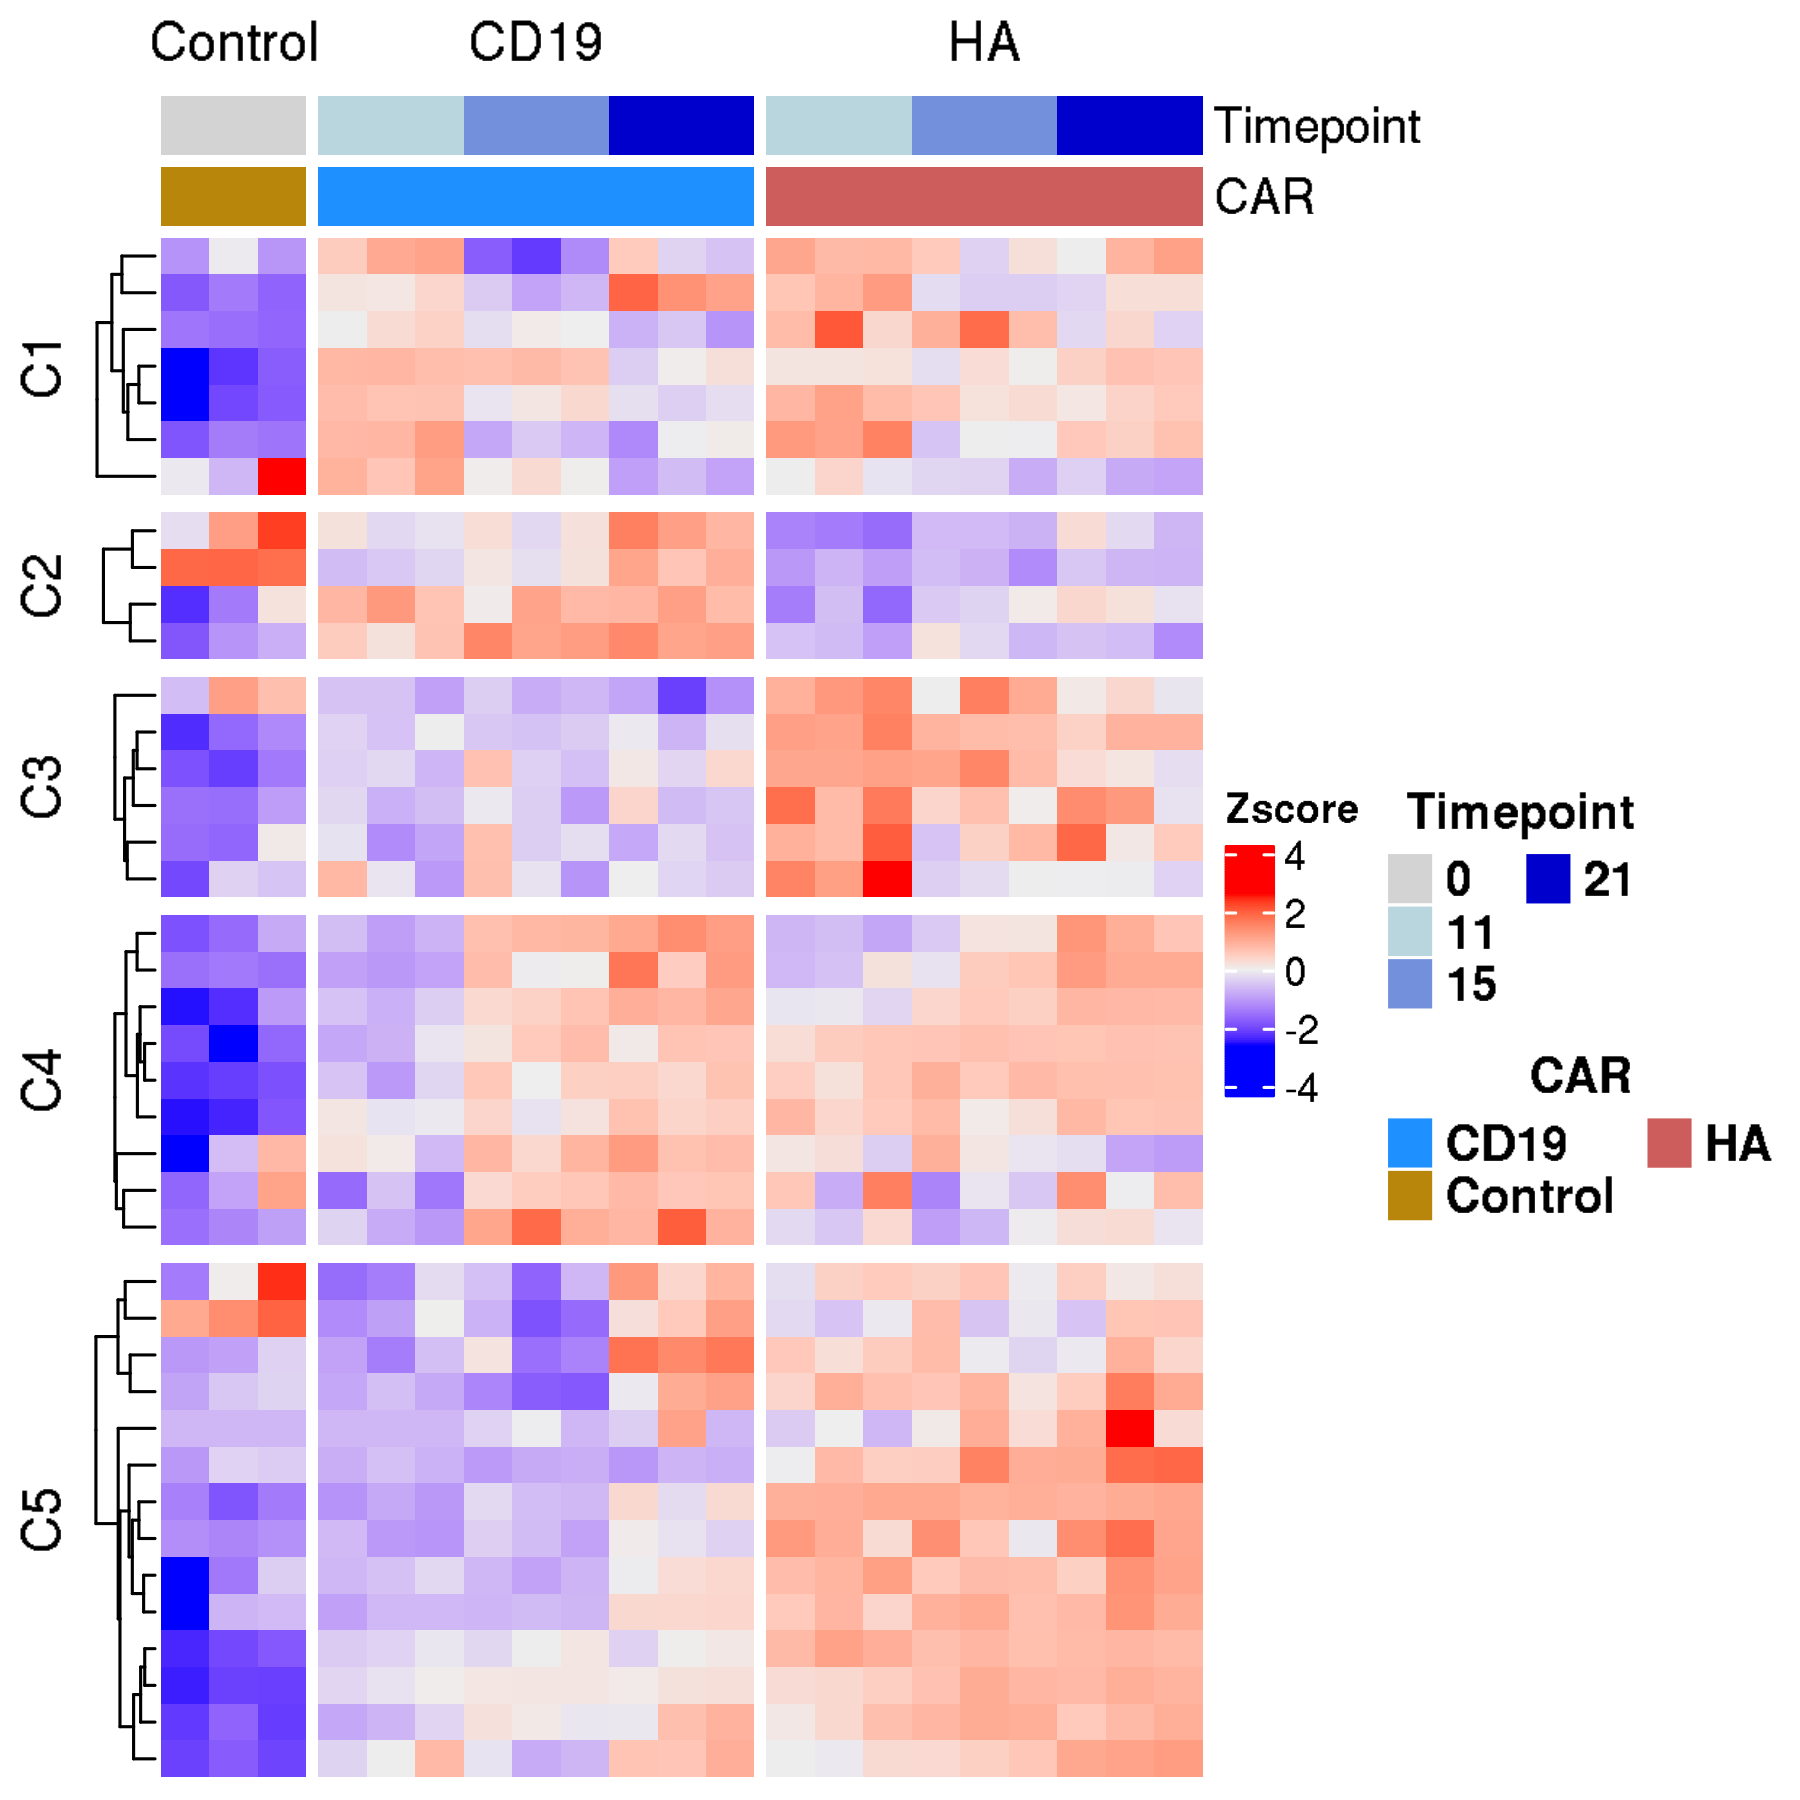 Control CD19 HA
Timepoint
CAR
C1
C2
C3
C4
C5
Zscore
4
2
0
-2
-4
Timepoint
0 21
11
15
CAR
CD19 HA
Control